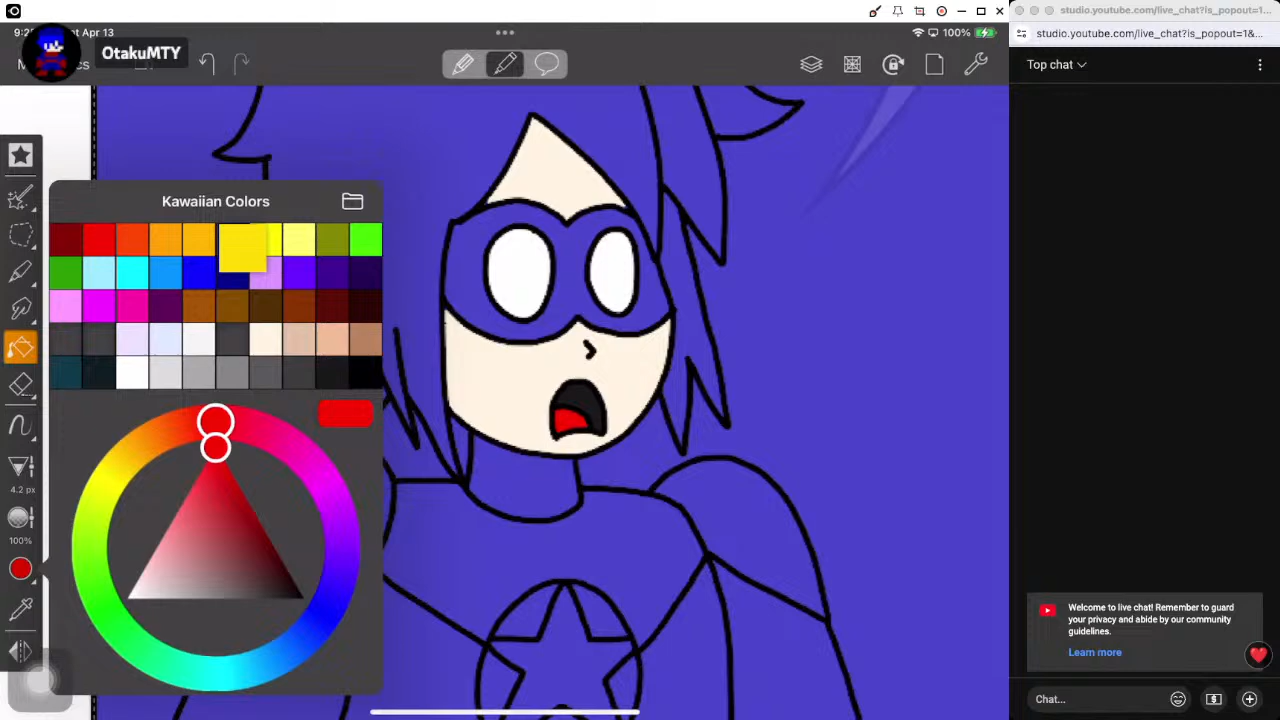 studio.youtube.com/live_chat?is_popout=1...
9:2 Sat Apr 13
100%
studio.youtube.com/live_chat?is_popout=1&...
OtakuMTY
Top chat
Kawaiian Colors
4.2 px
100%
Welcome to live chat! Remember to guard
your privacy and abide by our community
guidelines.
Learn more
Chat...